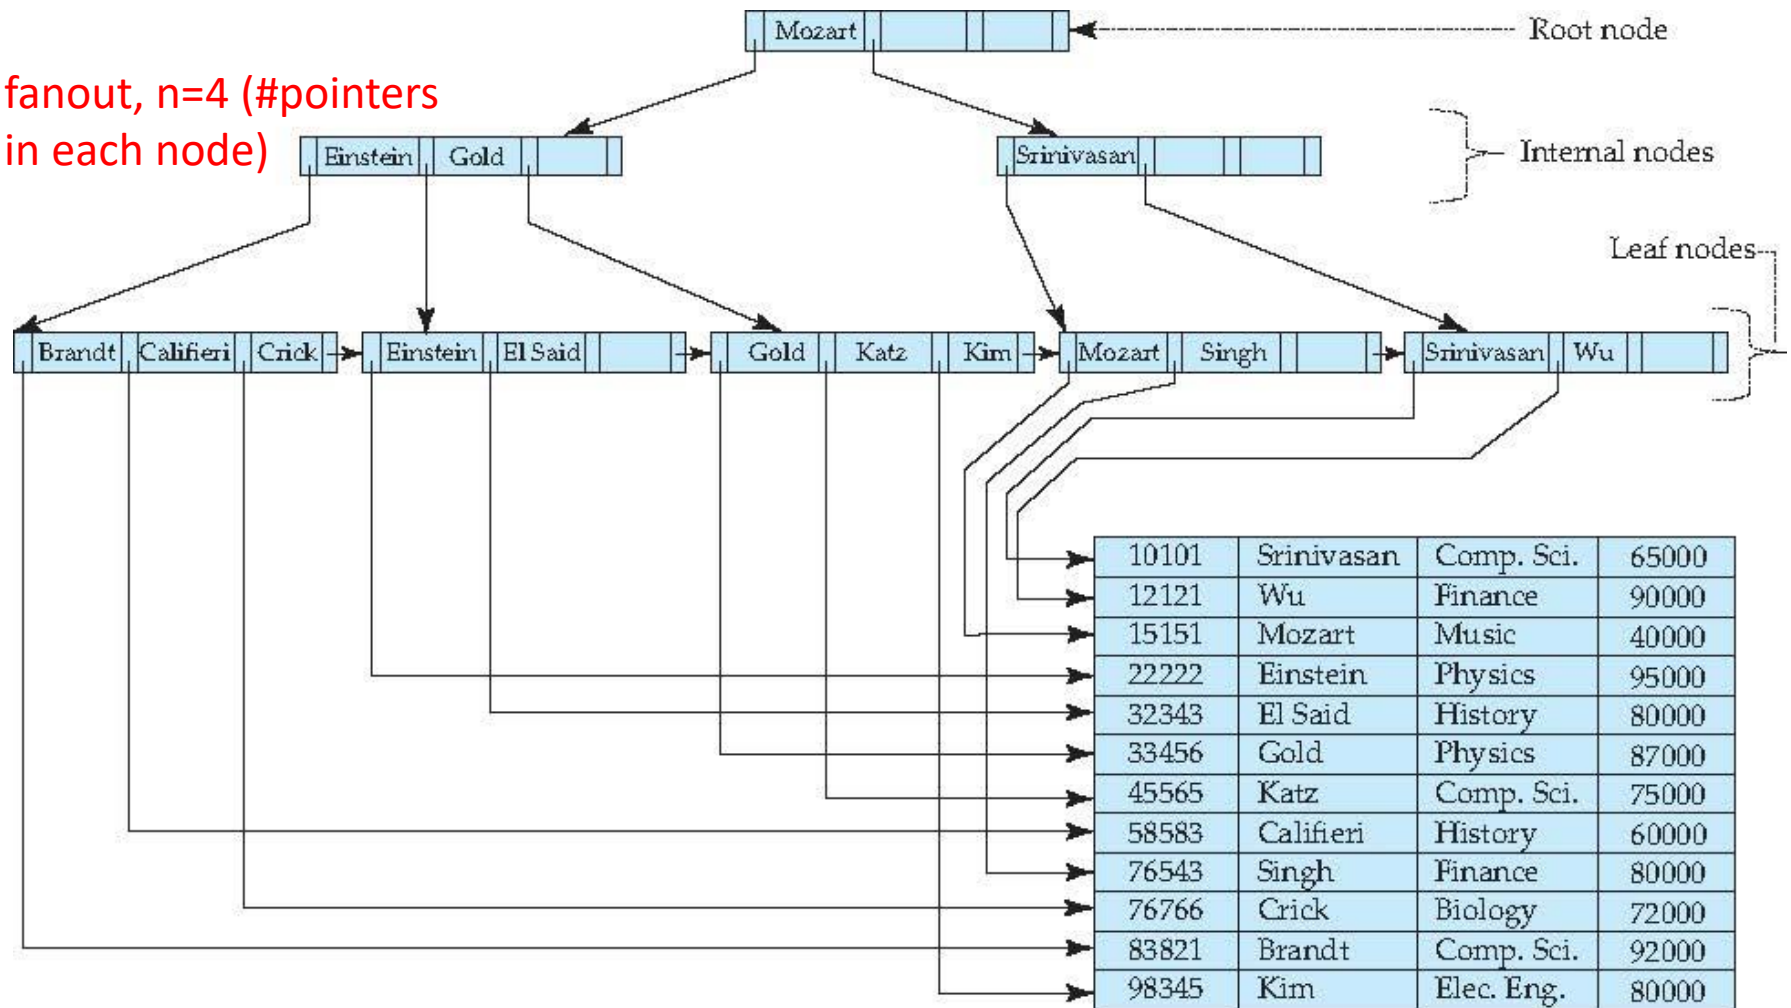 Mozart
Root node
fanout, n=4 (#pointers
in each node)
Einstein Gold
Srinivasan
Internal nodes
Leaf nodes
Brandt Califieri Crick
Einstein El Said
Gold Katz Kim
Mozart Singh
Srinivasan Wu
10101 Srinivasan Comp. Sci. 65000
12121 Wu Finance 90000
15151 Mozart Music 40000
22222 Einstein Physics 95000
32343 El Said History 80000
33456 Gold Physics 87000
45565 Katz Comp. Sci. 75000
58583 Califieri History 60000
76543 Singh Finance 80000
76766 Crick Biology 72000
83821 Brandt Comp. Sci. 92000
98345 Kim Elec. Eng. 80000